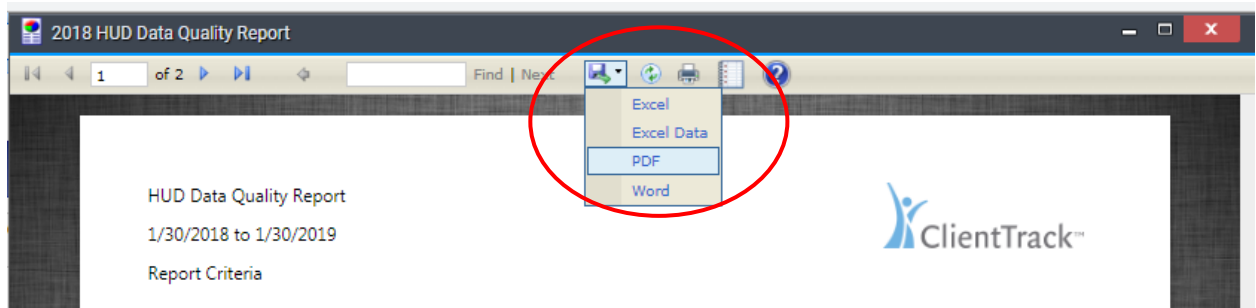 2018 HUD Data Quality Report
X
1 of 2 Find | Next ?
Excel
Excel Data
PDF
Word
HUD Data Quality Report
1/30/2018 to 1/30/2019
Report Criteria
ClientTrack™